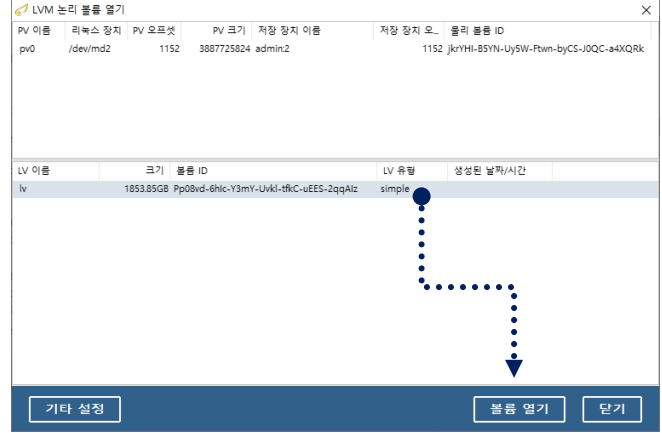 LVM 논리 볼륨 열기
PV 이름 리눅스 장치 PV 오프셋 PV 크기 저장 장치 이름 저장 장치 오... 물리 볼륨 ID
pv0 /dev/md2 1152 3887725824 admin:2 1152 jkrYHI-B5YN-Uy5W-Ftwn-byCS-J0QC-a4XQRk
LV 이름 크기 볼륨 ID LV 유형 생성된 날짜/시간
lv 1853.85GB Pp08vd-6hIc-Y3mY-Uvkl-tfkC-uEES-2qqAIz simple
기타 설정 볼륨 열기 닫기